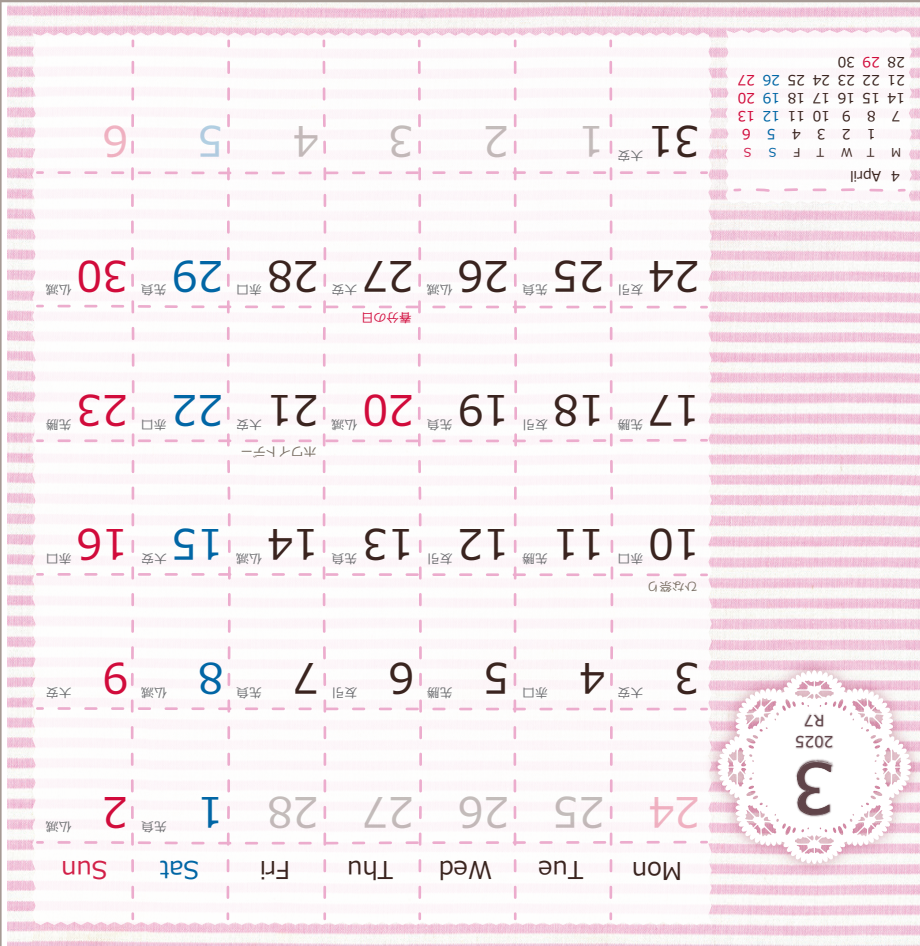 3
2025
R7
Mon Tue Wed Thu Fri Sat Sun
24 25 26 27 28 1 先負 2 仏滅
3 大安 4 赤口 5 先勝 6 友引 7 先負 8 仏滅 9 大安
ひな祭り
10 赤口 11 先勝 12 友引 13 先負 14 仏滅 15 大安 16 赤口
ホワイトデー
17 先勝 18 友引 19 先負 20 仏滅 21 大安 22 赤口 23 先勝
春分の日
24 友引 25 先負 26 仏滅 27 大安 28 赤口 29 先負 30 仏滅
31 大安 1 2 3 4 5 6
4 April
M T W T F S S
1 2 3 4 5 6
7 8 9 10 11 12 13
14 15 16 17 18 19 20
21 22 23 24 25 26 27
28 29 30